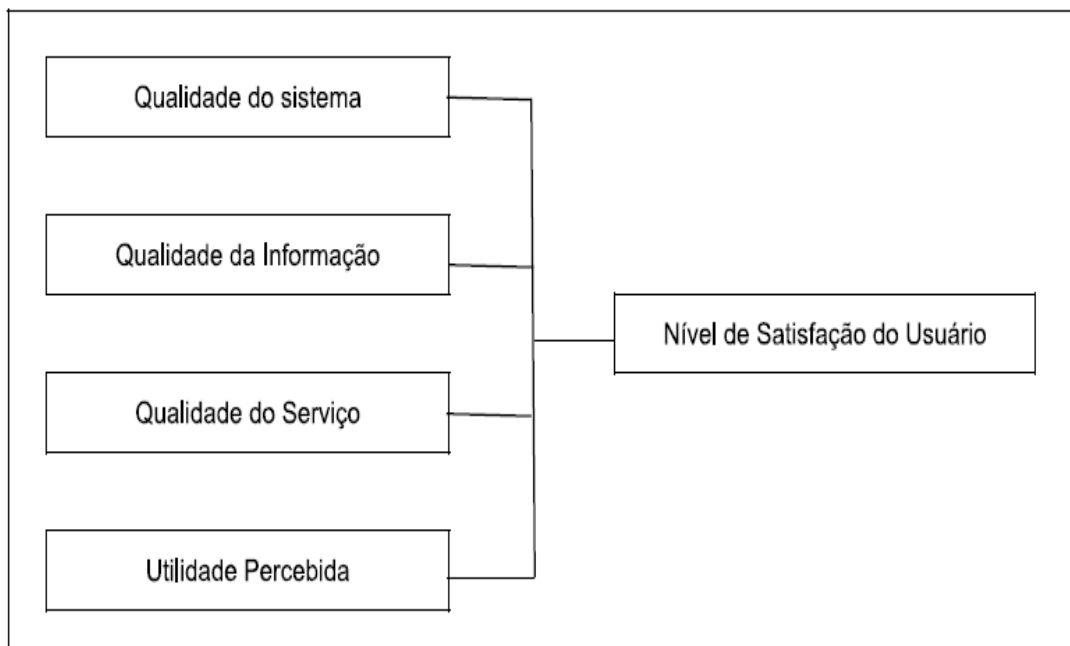 Qualidade do sistema
Qualidade da Informação
Qualidade do Serviço
Utilidade Percebida
Nível de Satisfação do Usuário